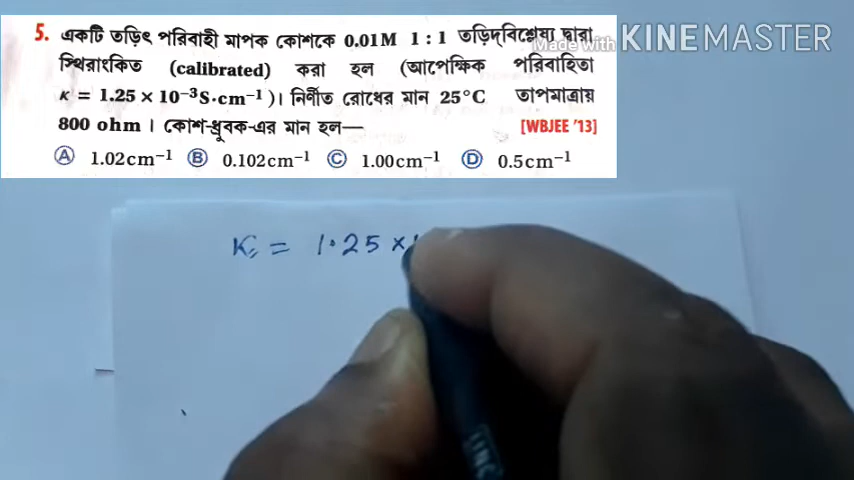 5. একটি তড়িৎ পরিবাহী মাপক কোশকে 0.01M 1 : 1 তড়িদ্‌বিশ্লেষ্য দ্বারা
Made with KINEMASTER
স্থিরাংকিত (calibrated) করা হল (আপেক্ষিক পরিবাহিতা
κ = 1.25 × 10⁻³S·cm⁻¹)। নির্ণীত রোধের মান 25°C তাপমাত্রায়
800 ohm। কোশ-ধ্রুবক-এর মান হল—
[WBJEE '13]
A 1.02cm⁻¹ B 0.102cm⁻¹ C 1.00cm⁻¹ D 0.5cm⁻¹
K = 1.25 ×
LINC